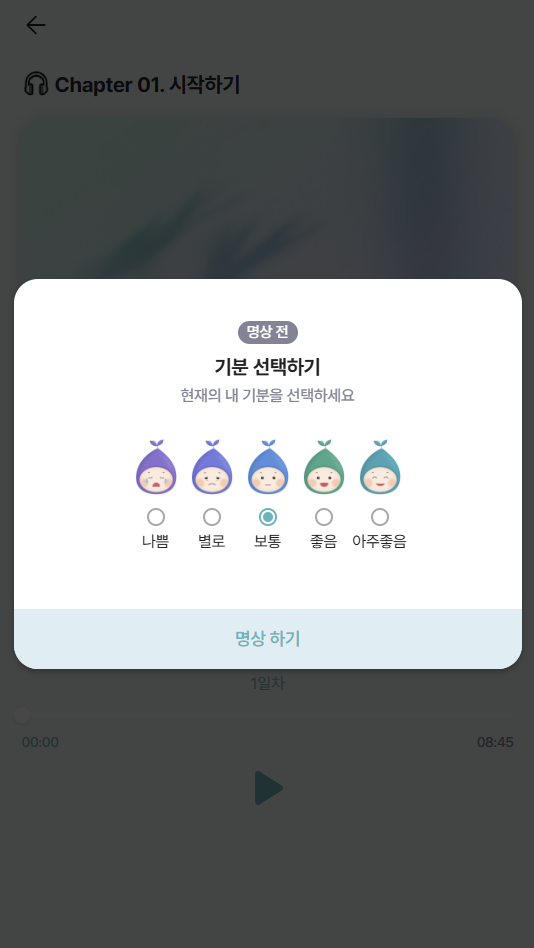 Chapter 01. 시작하기
명상 전
기분 선택하기
현재의 내 기분을 선택하세요
나쁨 별로 보통 좋음 아주좋음
명상 하기
1일차
00:00 08:45